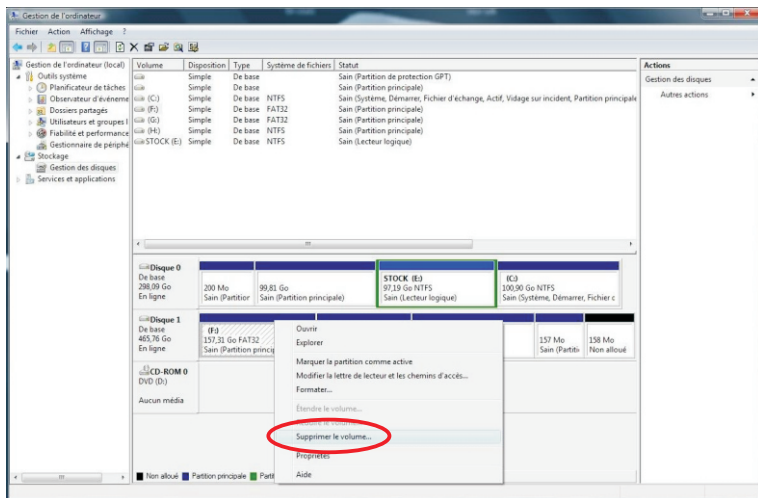 Gestion de l'ordinateur
Fichier Action Affichage ?
Gestion de l'ordinateur (local)
Outils système
Planificateur de tâches
Observateur d'événeme
Dossiers partagés
Utilisateurs et groupes l
Fiabilité et performance
Gestionnaire de périphé
Stockage
Gestion des disques
Services et applications
Volume Disposition Type Système de fichiers Statut
Simple De base Sain (Partition de protection GPT)
Simple De base Sain (Partition principale)
(C:) Simple De base NTFS Sain (Système, Démarrer, Fichier d'échange, Actif, Vidage sur incident, Partition principale
(F:) Simple De base FAT32 Sain (Partition principale)
(G:) Simple De base FAT32 Sain (Partition principale)
(H:) Simple De base NTFS Sain (Partition principale)
STOCK (E:) Simple De base NTFS Sain (Lecteur logique)
Actions
Gestion des disques
Autres actions
Disque 0
De base
298,09 Go
En ligne
200 Mo
Sain (Partitior
99,81 Go
Sain (Partition principale)
STOCK (E:)
97,19 Go NTFS
Sain (Lecteur logique)
(C:)
100,90 Go NTFS
Sain (Système, Démarrer, Fichier c
Disque 1
De base
465,76 Go
En ligne
(F:)
157,31 Go FAT32
Sain (Partition princip
157 Mo
Sain (Partiti
158 Mo
Non alloué
CD-ROM 0
DVD (D:)
Aucun média
Ouvrir
Explorer
Marquer la partition comme active
Modifier la lettre de lecteur et les chemins d'accès...
Formater...
Étendre le volume...
Réduire le volume...
Supprimer le volume...
Propriétés
Aide
Non alloué Partition principale Parti